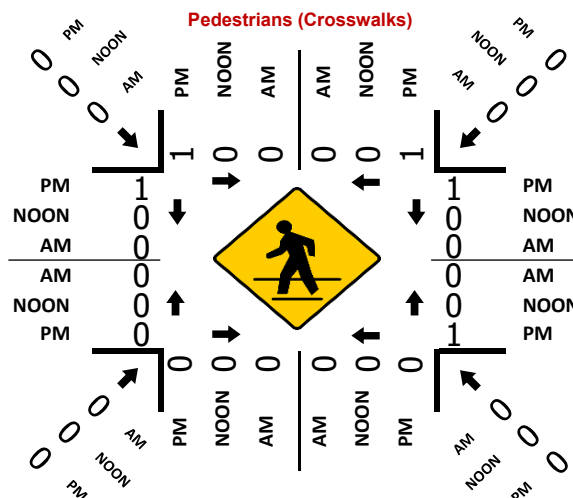 Pedestrians (Crosswalks)
0 PM
0 NOON
0 AM
PM NOON AM AM NOON PM
PM 0
NOON 0
AM 0
1 0 0 0 0 1
PM 1 1 PM
NOON 0 0 NOON
AM 0 0 AM
AM 0 0 AM
NOON 0 0 NOON
PM 0 1 PM
0 0 0 0 0 0
PM NOON AM AM NOON PM
0 AM
0 NOON
0 PM
AM 0
NOON 0
PM 0